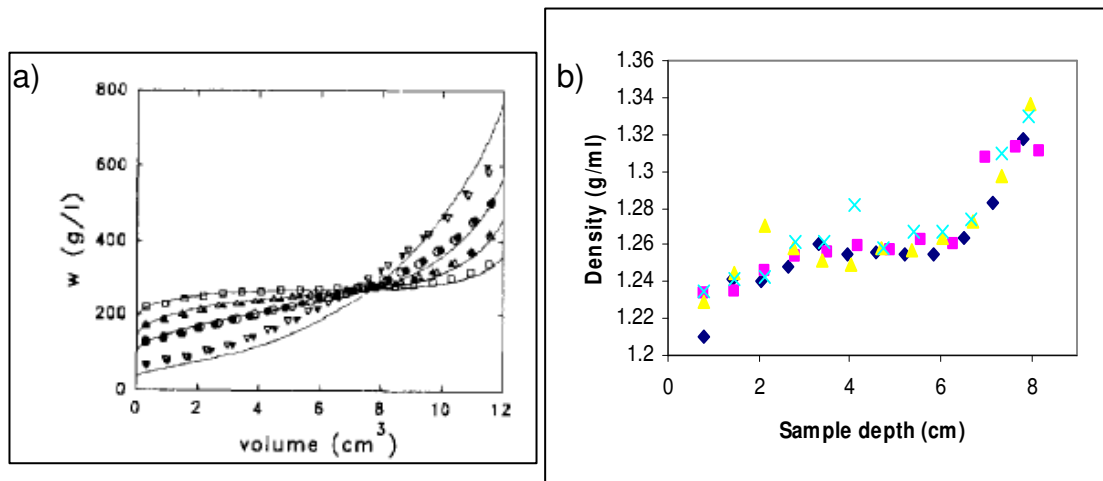 a)
800
600
400
200
0
w (g/l)
0 2 4 6 8 10 12
volume (cm³)
b)
1.36
1.34
1.32
1.3
1.28
1.26
1.24
1.22
1.2
Density (g/ml)
0 2 4 6 8
Sample depth (cm)